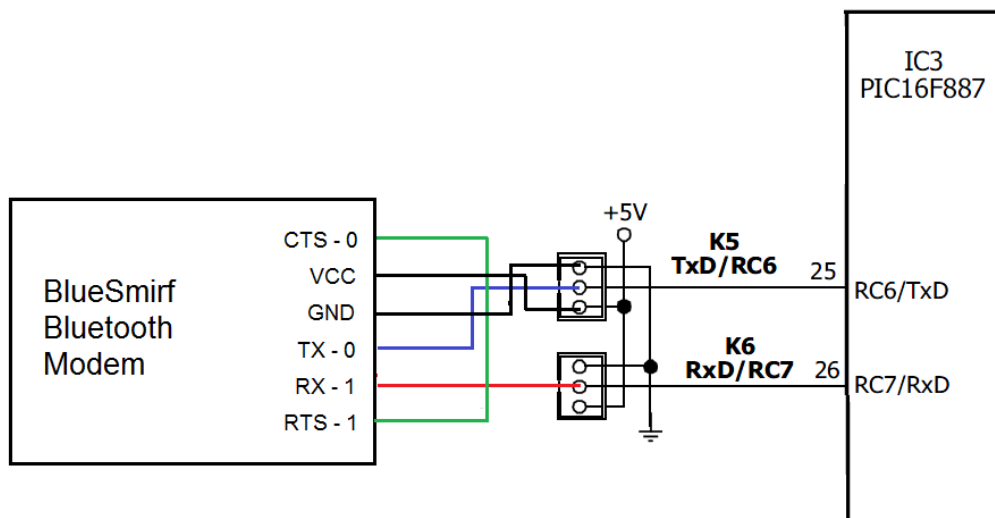 IC3
PIC16F887
+5V
K5
TxD/RC6
25
RC6/TxD
K6
RxD/RC7
26
RC7/RxD
BlueSmirf
Bluetooth
Modem
CTS - 0
VCC
GND
TX - 0
RX - 1
RTS - 1